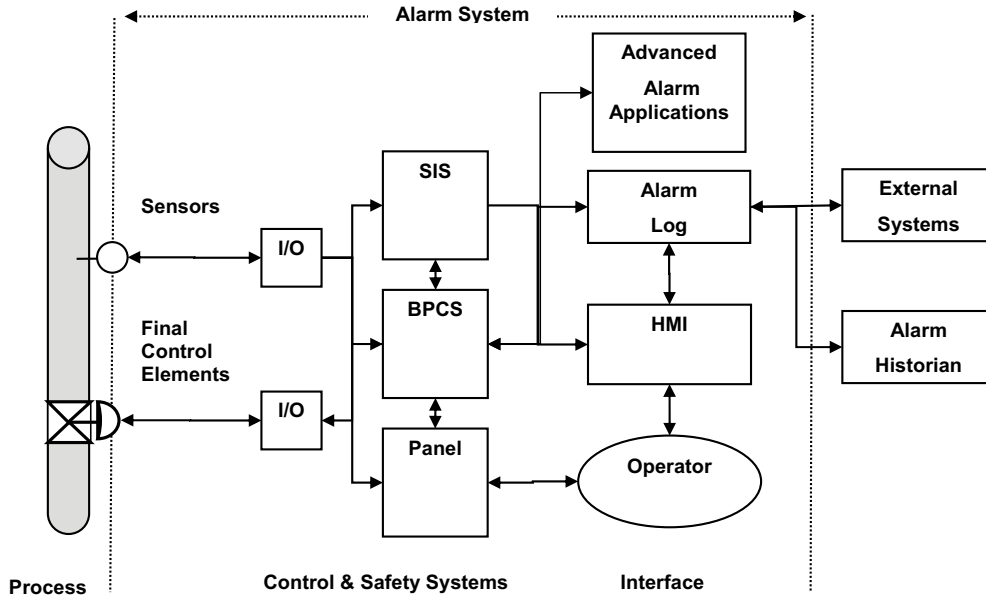 Alarm System
Advanced
Alarm
Applications
SIS
Sensors
Alarm
Log
External
Systems
I/O
BPCS
HMI
Final
Control
Elements
Alarm
Historian
I/O
Panel
Operator
Process
Control & Safety Systems
Interface